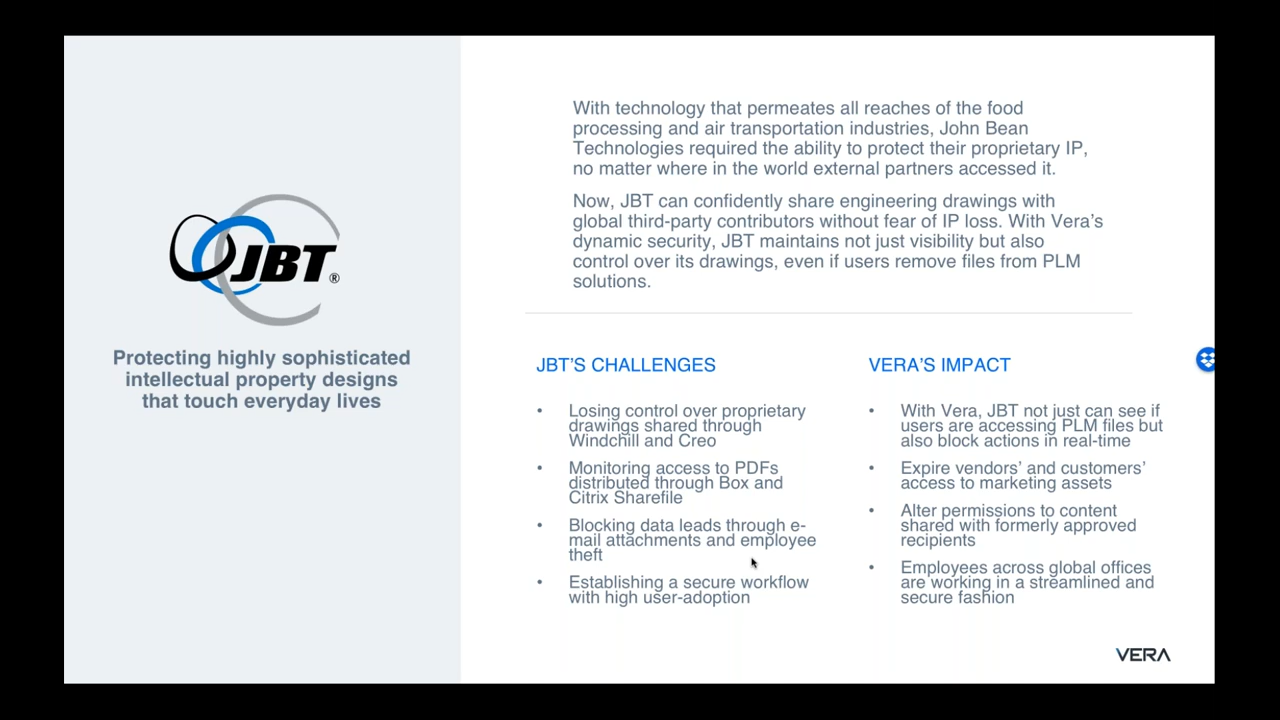 With technology that permeates all reaches of the food
processing and air transportation industries, John Bean
Technologies required the ability to protect their proprietary IP,
no matter where in the world external partners accessed it.
Now, JBT can confidently share engineering drawings with
global third-party contributors without fear of IP loss. With Vera's
dynamic security, JBT maintains not just visibility but also
control over its drawings, even if users remove files from PLM
solutions.
JBT®
Protecting highly sophisticated
intellectual property designs
that touch everyday lives
JBT'S CHALLENGES
• Losing control over proprietary
drawings shared through
Windchill and Creo
• Monitoring access to PDFs
distributed through Box and
Citrix Sharefile
• Blocking data leads through e-
mail attachments and employee
theft
• Establishing a secure workflow
with high user-adoption
VERA'S IMPACT
• With Vera, JBT not just can see if
users are accessing PLM files but
also block actions in real-time
• Expire vendors' and customers'
access to marketing assets
• Alter permissions to content
shared with formerly approved
recipients
• Employees across global offices
are working in a streamlined and
secure fashion
VERA